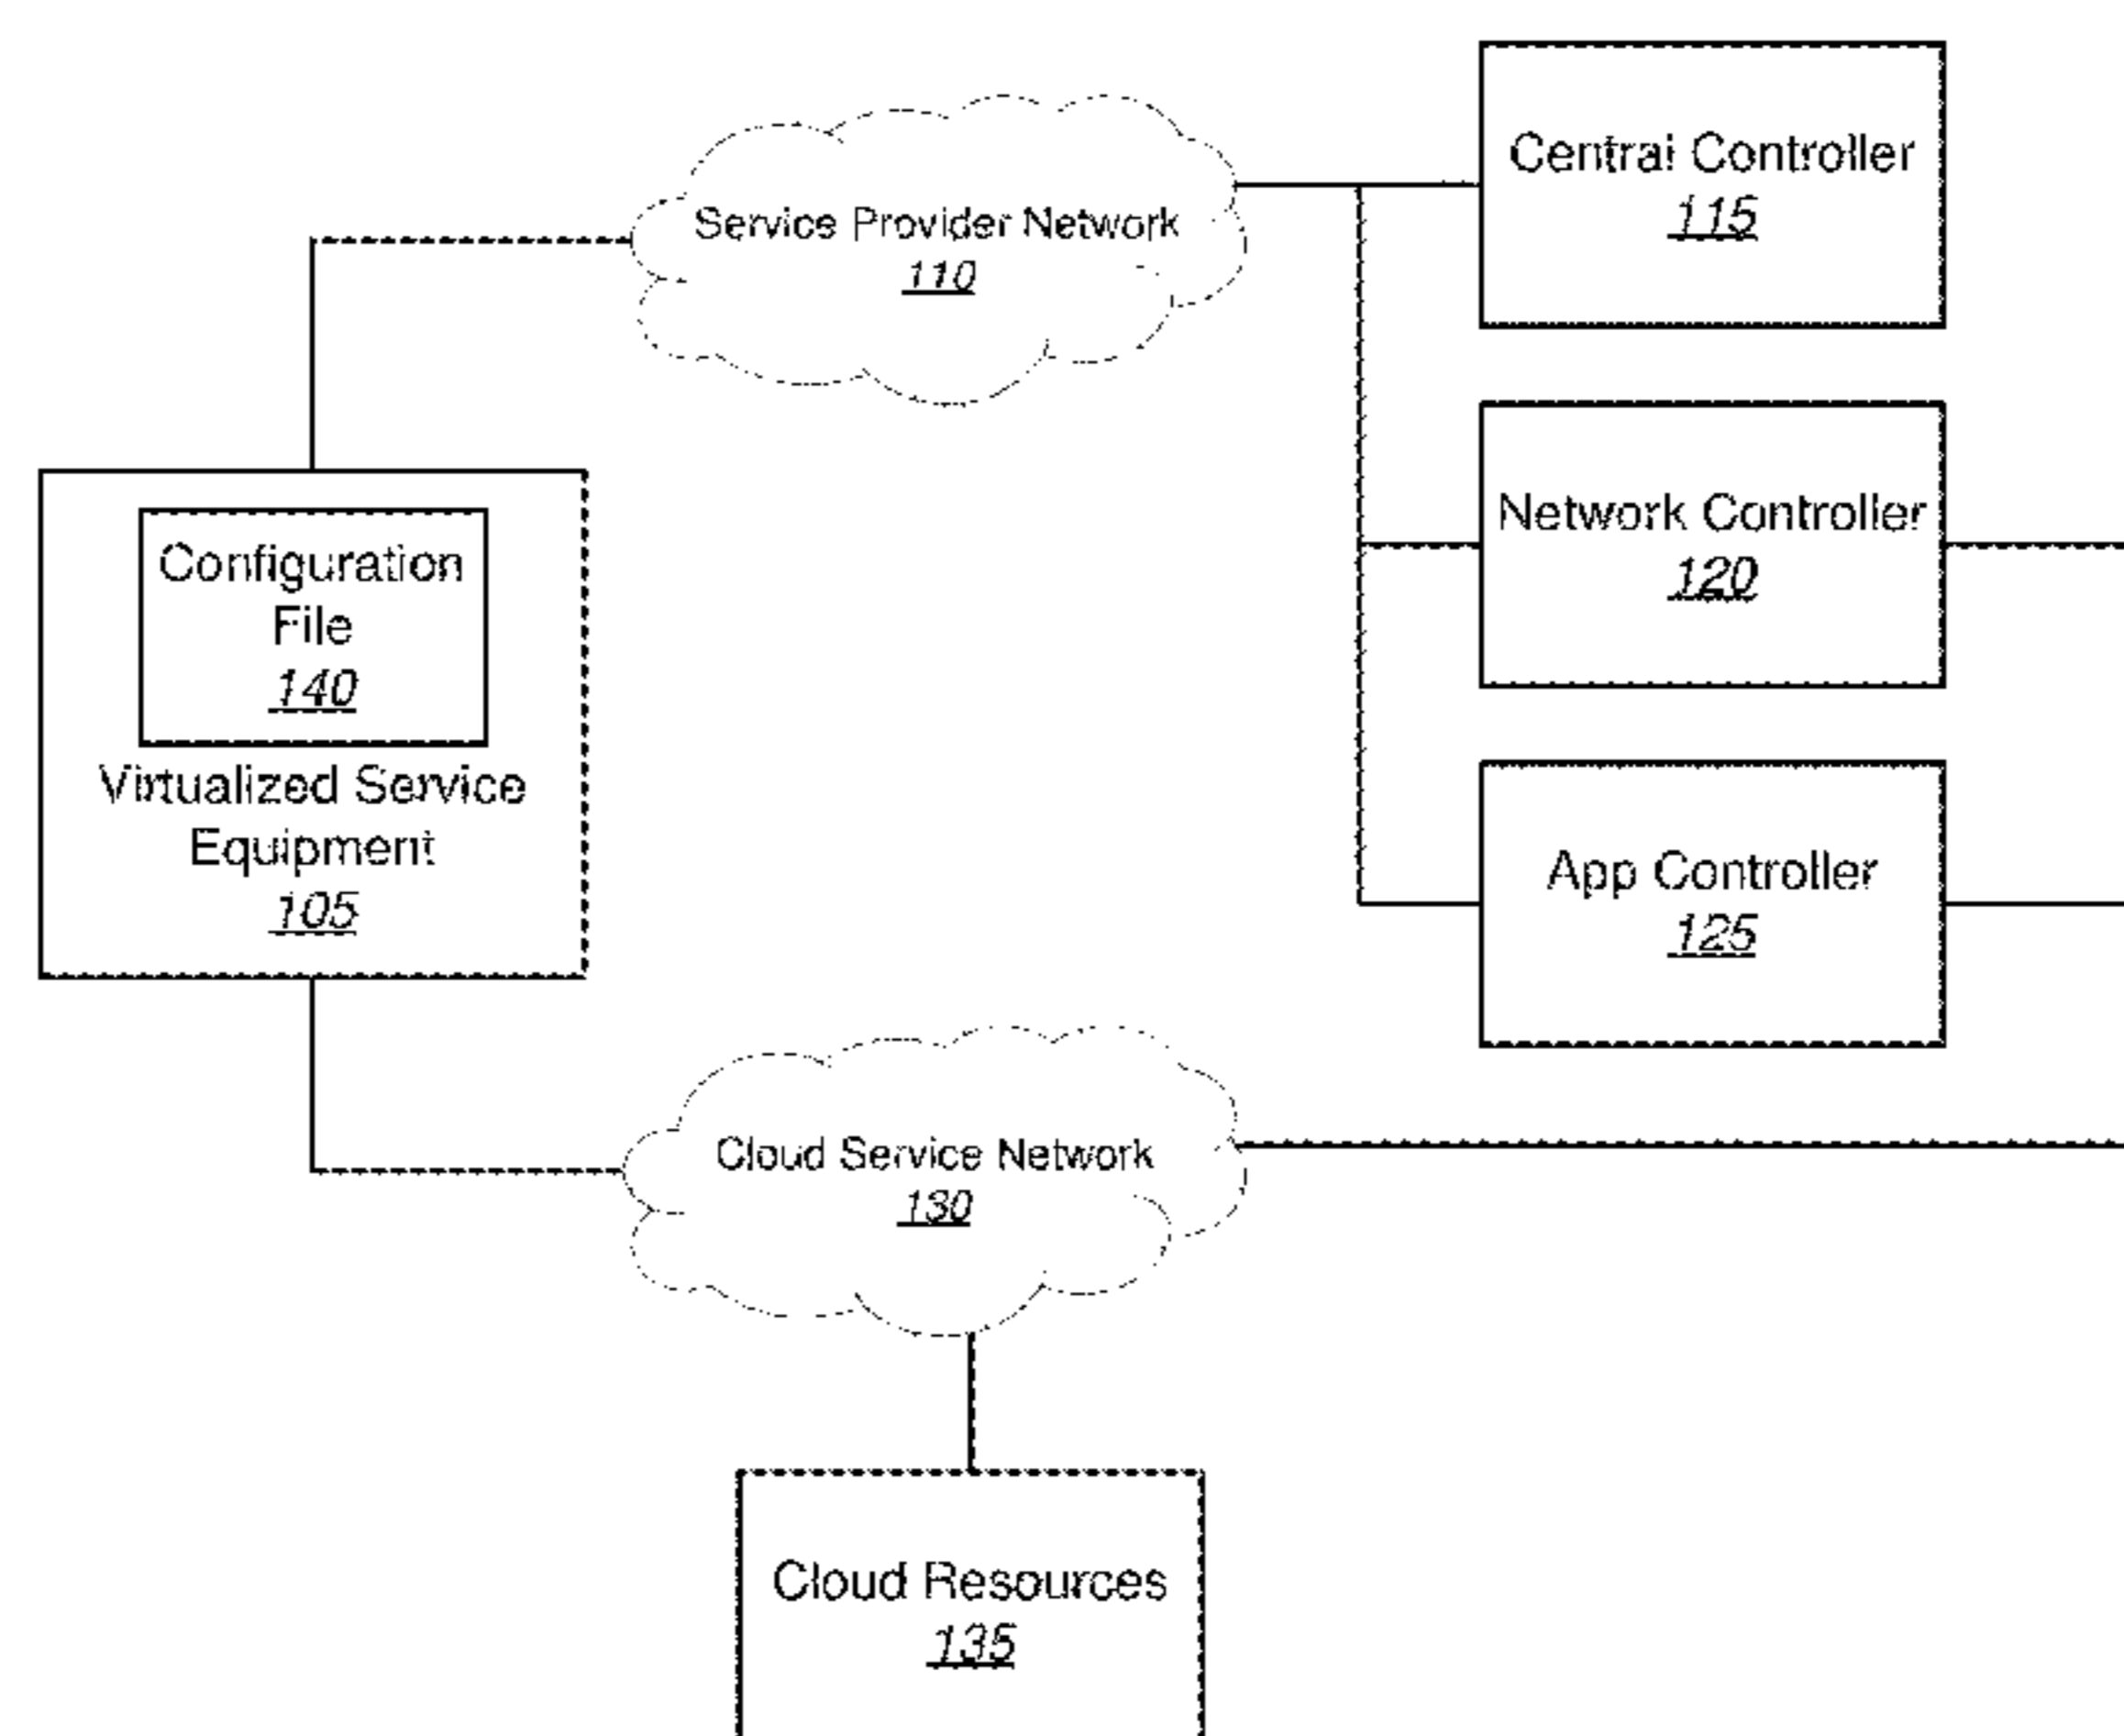 Service Provider Network
110
Central Controller
115
Network Controller
120
App Controller
125
Configuration
File
140
Virtualized Service
Equipment
105
Cloud Service Network
130
Cloud Resources
135